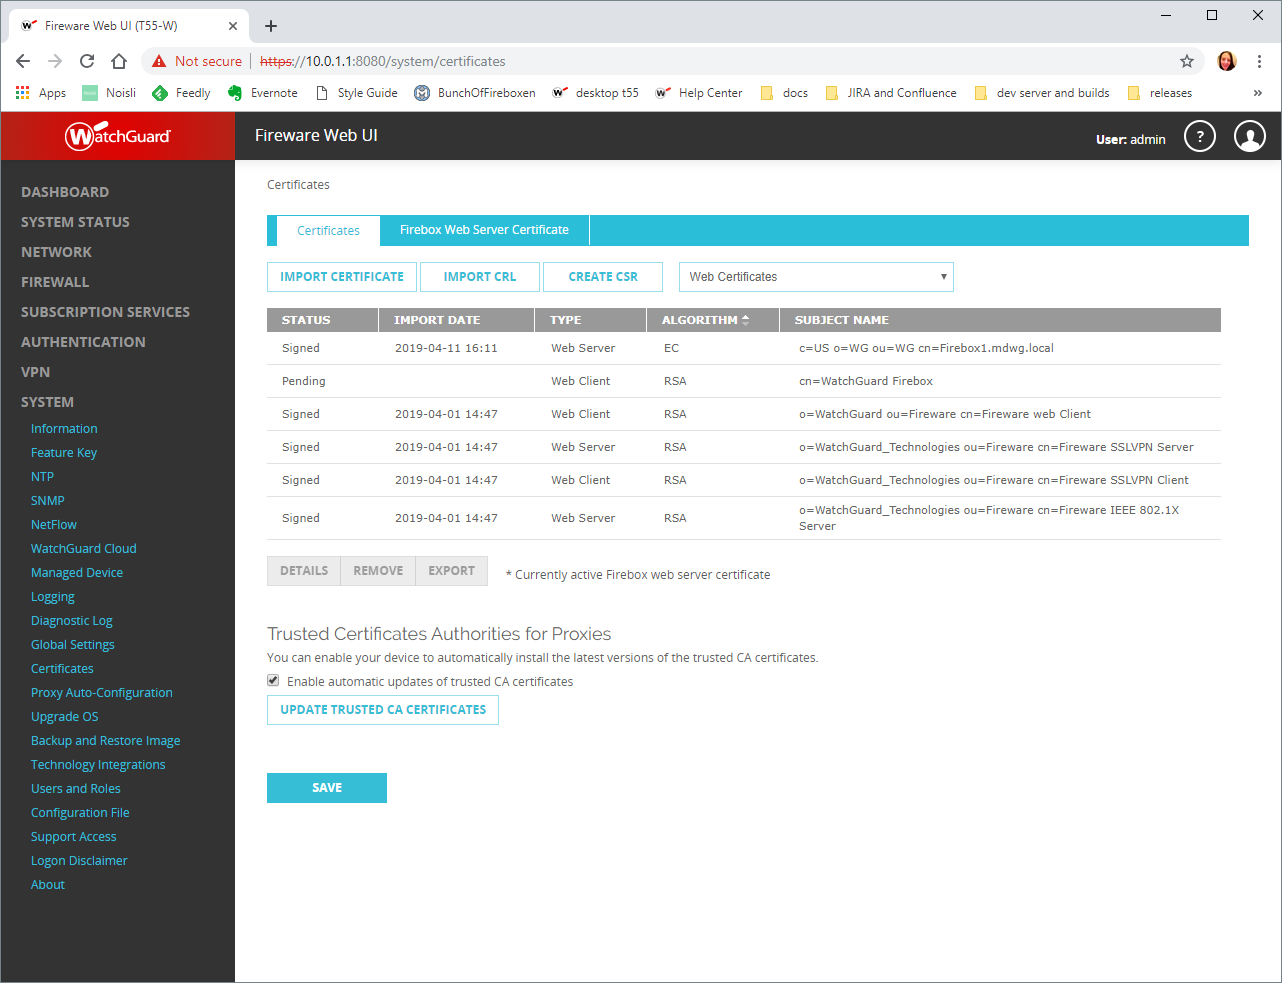 Fireware Web UI (T55-W)
Not secure https://10.0.1.1:8080/system/certificates
Apps Noisli Feedly Evernote Style Guide BunchOfFireboxen desktop t55 Help Center docs JIRA and Confluence dev server and builds releases »
WatchGuard Fireware Web UI User: admin ?
DASHBOARD
SYSTEM STATUS
NETWORK
FIREWALL
SUBSCRIPTION SERVICES
AUTHENTICATION
VPN
SYSTEM
Information
Feature Key
NTP
SNMP
NetFlow
WatchGuard Cloud
Managed Device
Logging
Diagnostic Log
Global Settings
Certificates
Proxy Auto-Configuration
Upgrade OS
Backup and Restore Image
Technology Integrations
Users and Roles
Configuration File
Support Access
Logon Disclaimer
About
Certificates
Certificates Firebox Web Server Certificate
IMPORT CERTIFICATE IMPORT CRL CREATE CSR Web Certificates
STATUS IMPORT DATE TYPE ALGORITHM SUBJECT NAME
Signed 2019-04-11 16:11 Web Server EC c=US o=WG ou=WG cn=Firebox1.mdwg.local
Pending Web Client RSA cn=WatchGuard Firebox
Signed 2019-04-01 14:47 Web Client RSA o=WatchGuard ou=Fireware cn=Fireware web Client
Signed 2019-04-01 14:47 Web Server RSA o=WatchGuard_Technologies ou=Fireware cn=Fireware SSLVPN Server
Signed 2019-04-01 14:47 Web Client RSA o=WatchGuard_Technologies ou=Fireware cn=Fireware SSLVPN Client
Signed 2019-04-01 14:47 Web Server RSA o=WatchGuard_Technologies ou=Fireware cn=Fireware IEEE 802.1X
Server
DETAILS REMOVE EXPORT * Currently active Firebox web server certificate
Trusted Certificates Authorities for Proxies
You can enable your device to automatically install the latest versions of the trusted CA certificates.
Enable automatic updates of trusted CA certificates
UPDATE TRUSTED CA CERTIFICATES
SAVE